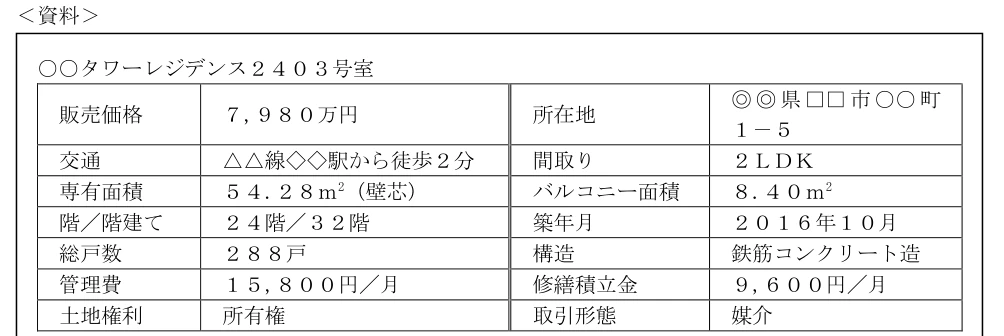 ＜資料＞
○○タワーレジデンス２４０３号室
販売価格 ７,９８０万円 所在地 ◎◎県□□市○○町
１－５
交通 △△線◇◇駅から徒歩２分 間取り ２ＬＤＫ
専有面積 ５４.２８ｍ²（壁芯） バルコニー面積 ８.４０ｍ²
階／階建て ２４階／３２階 築年月 ２０１６年１０月
総戸数 ２８８戸 構造 鉄筋コンクリート造
管理費 １５,８００円／月 修繕積立金 ９,６００円／月
土地権利 所有権 取引形態 媒介